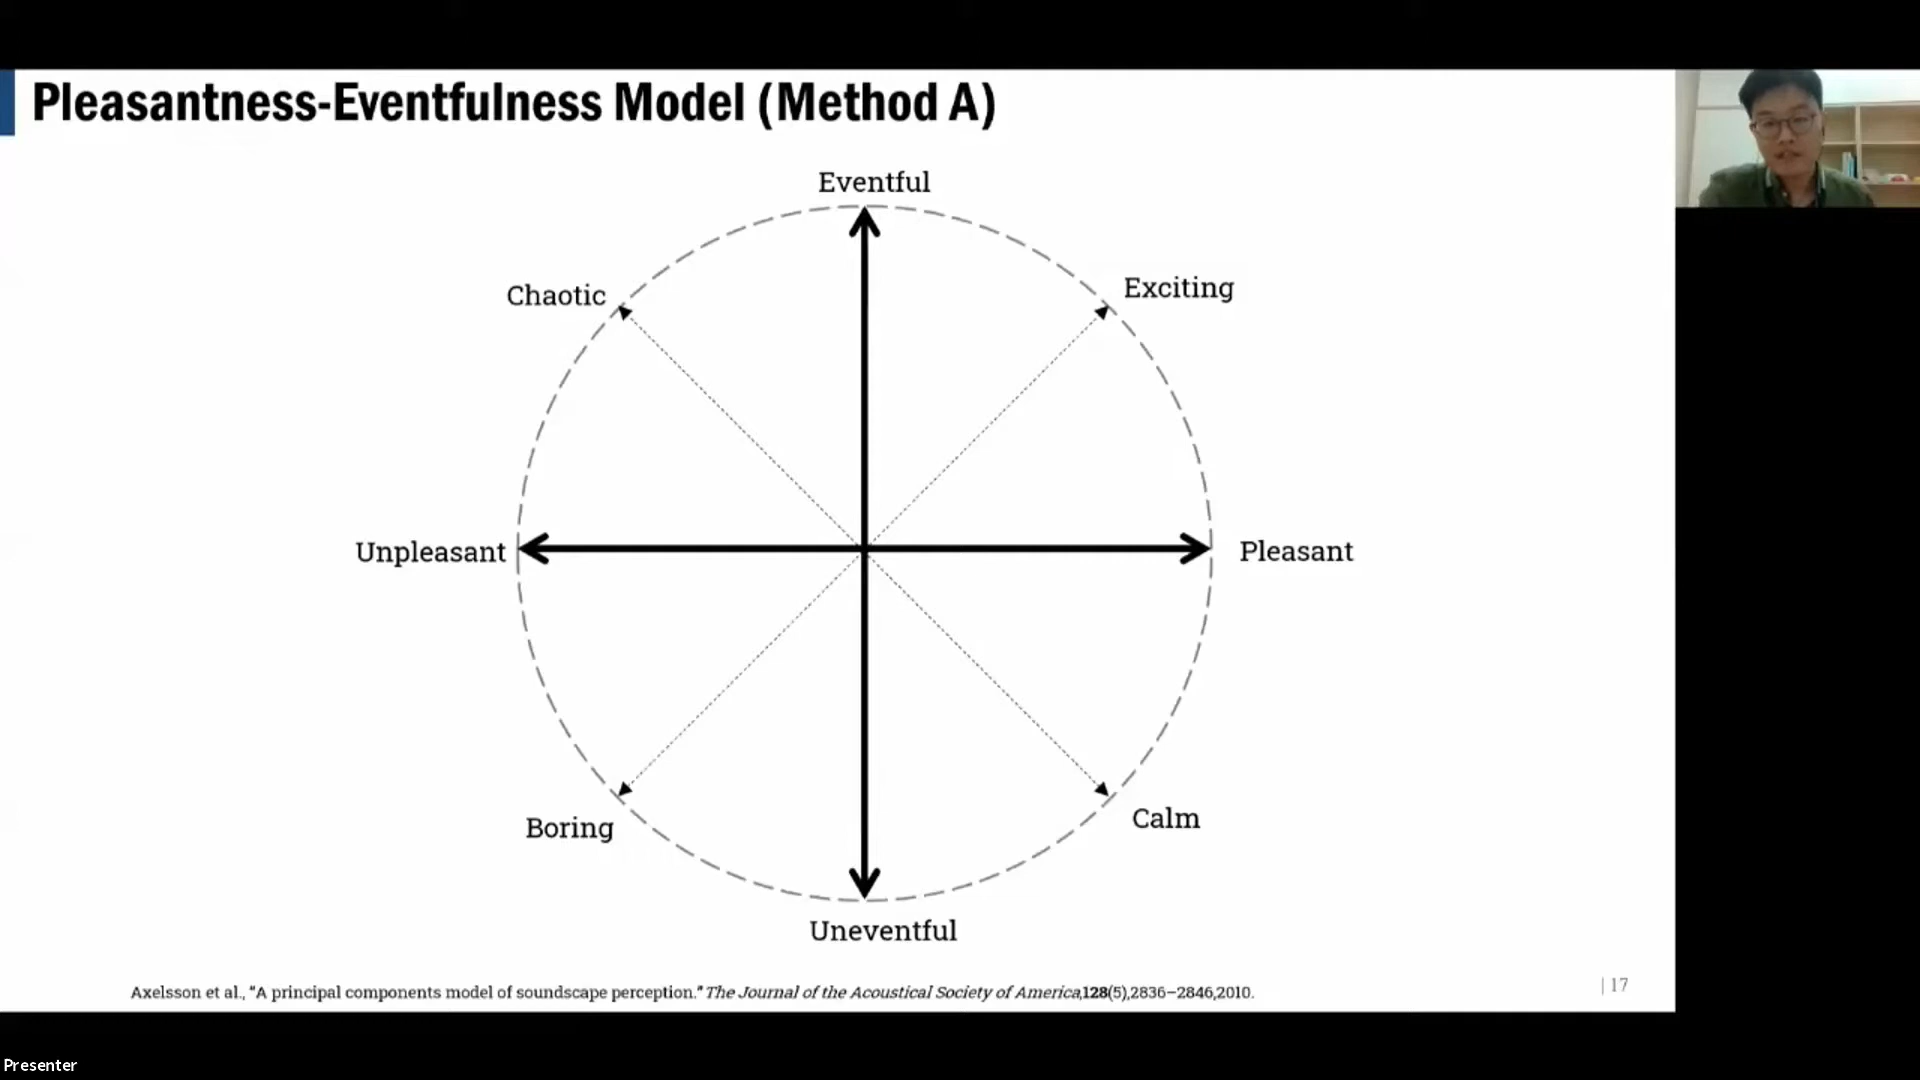 Pleasantness-Eventfulness Model (Method A)
Eventful
Chaotic
Exciting
Unpleasant
Pleasant
Boring
Calm
Uneventful
Axelsson et al., "A principal components model of soundscape perception." The Journal of the Acoustical Society of America,128(5),2836–2846,2010.
| 17
Presenter